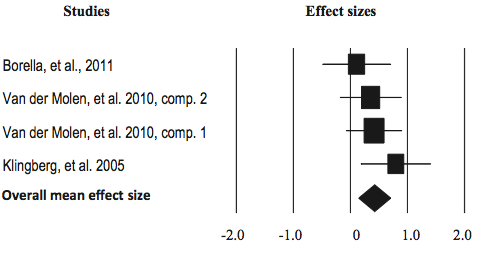 Studies Effect sizes
Borella, et al., 2011
Van der Molen, et al. 2010, comp. 2
Van der Molen, et al. 2010, comp. 1
Klingberg, et al. 2005
Overall mean effect size
-2.0 -1.0 0 1.0 2.0